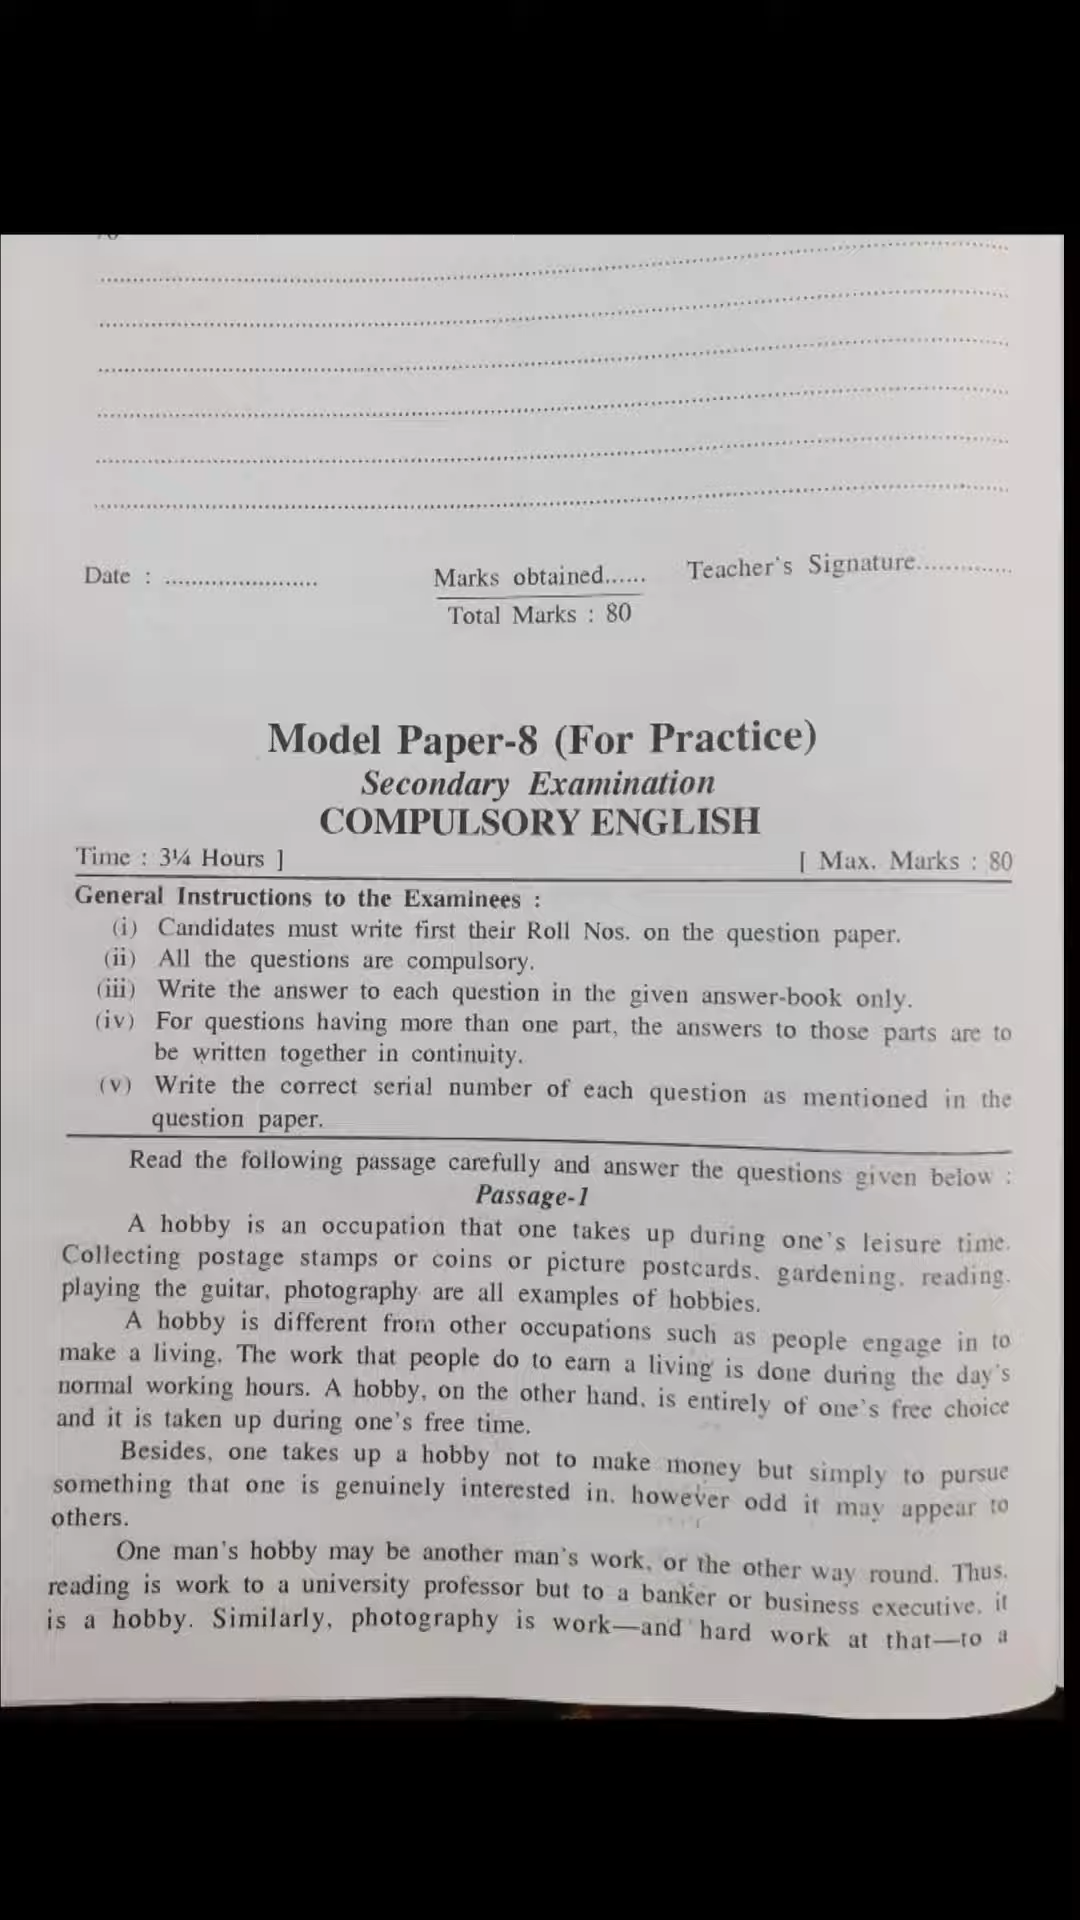 Date : .......................
Marks obtained......
Teacher's Signature..............
Total Marks : 80
Model Paper-8 (For Practice)
Secondary Examination
COMPULSORY ENGLISH
Time : 3¼ Hours ]
[ Max. Marks : 80
General Instructions to the Examinees :
(i) Candidates must write first their Roll Nos. on the question paper.
(ii) All the questions are compulsory.
(iii) Write the answer to each question in the given answer-book only.
(iv) For questions having more than one part, the answers to those parts are to
be written together in continuity.
(v) Write the correct serial number of each question as mentioned in the
question paper.
Read the following passage carefully and answer the questions given below :
Passage-1
A hobby is an occupation that one takes up during one's leisure time.
Collecting postage stamps or coins or picture postcards, gardening, reading,
playing the guitar, photography are all examples of hobbies.
A hobby is different from other occupations such as people engage in to
make a living. The work that people do to earn a living is done during the day's
normal working hours. A hobby, on the other hand, is entirely of one's free choice
and it is taken up during one's free time.
Besides, one takes up a hobby not to make money but simply to pursue
something that one is genuinely interested in, however odd it may appear to
others.
One man's hobby may be another man's work, or the other way round. Thus,
reading is work to a university professor but to a banker or business executive, it
is a hobby. Similarly, photography is work—and hard work at that—to a